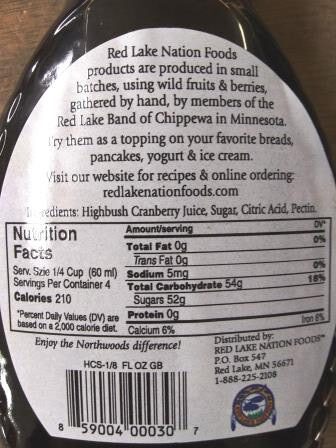 Red Lake Nation Foods
products are produced in small
batches, using wild fruits & berries,
gathered by hand, by members of the
Red Lake Band of Chippewa in Minnesota.
Try them as a topping on your favorite breads,
pancakes, yogurt & ice cream.
Visit our website for recipes & online ordering:
redlakenationfoods.com
Ingredients: Highbush Cranberry Juice, Sugar, Citric Acid, Pectin.
Nutrition
Facts
Serv. Szie 1/4 Cup (60 ml)
Servings Per Container 4
Calories 210
*Percent Daily Values (DV) are
based on a 2,000 calorie diet.
Amount/serving DV*
Total Fat 0g 0%
Trans Fat 0g
Sodium 5mg 0%
Total Carbohydrate 54g 18%
Sugars 52g
Protein 0g
Calcium 6% Iron 6%
Enjoy the Northwoods difference!
HCS-1/8 FL OZ GB
8 59004 00030 7
Distributed by:
RED LAKE NATION FOODS
P.O. Box 547
Red Lake, MN 56671
1-888-225-2108